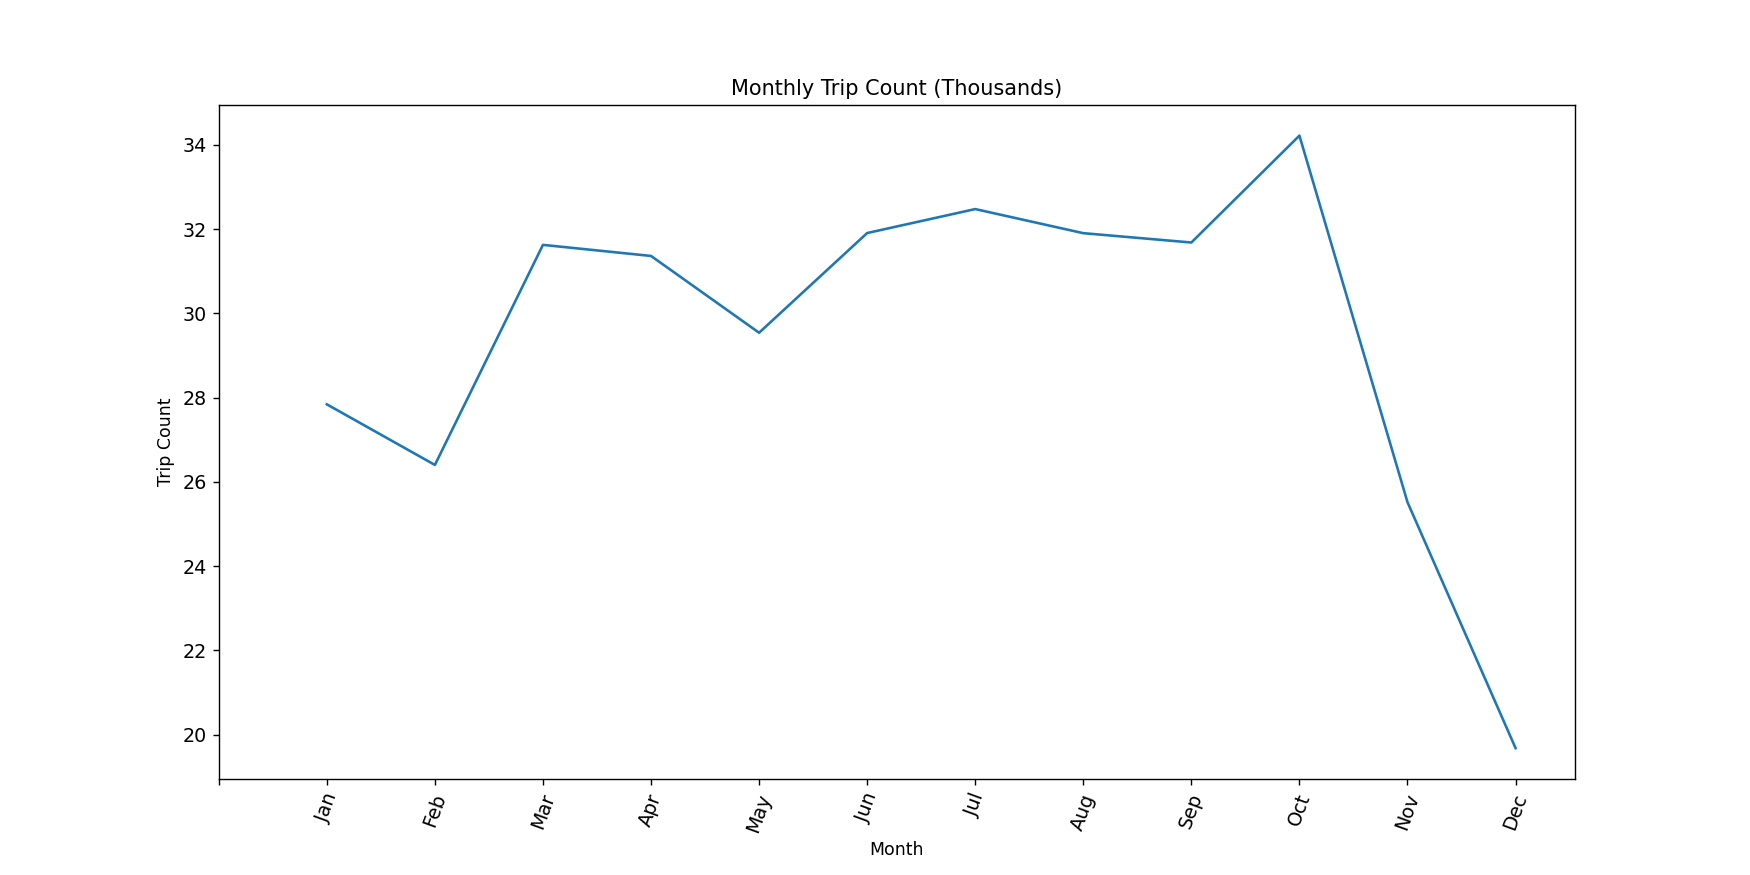 Monthly Trip Count (Thousands)
Trip Count
34
32
30
28
26
24
22
20
Jan
Feb
Mar
Apr
May
Jun
Jul
Aug
Sep
Oct
Nov
Dec
Month